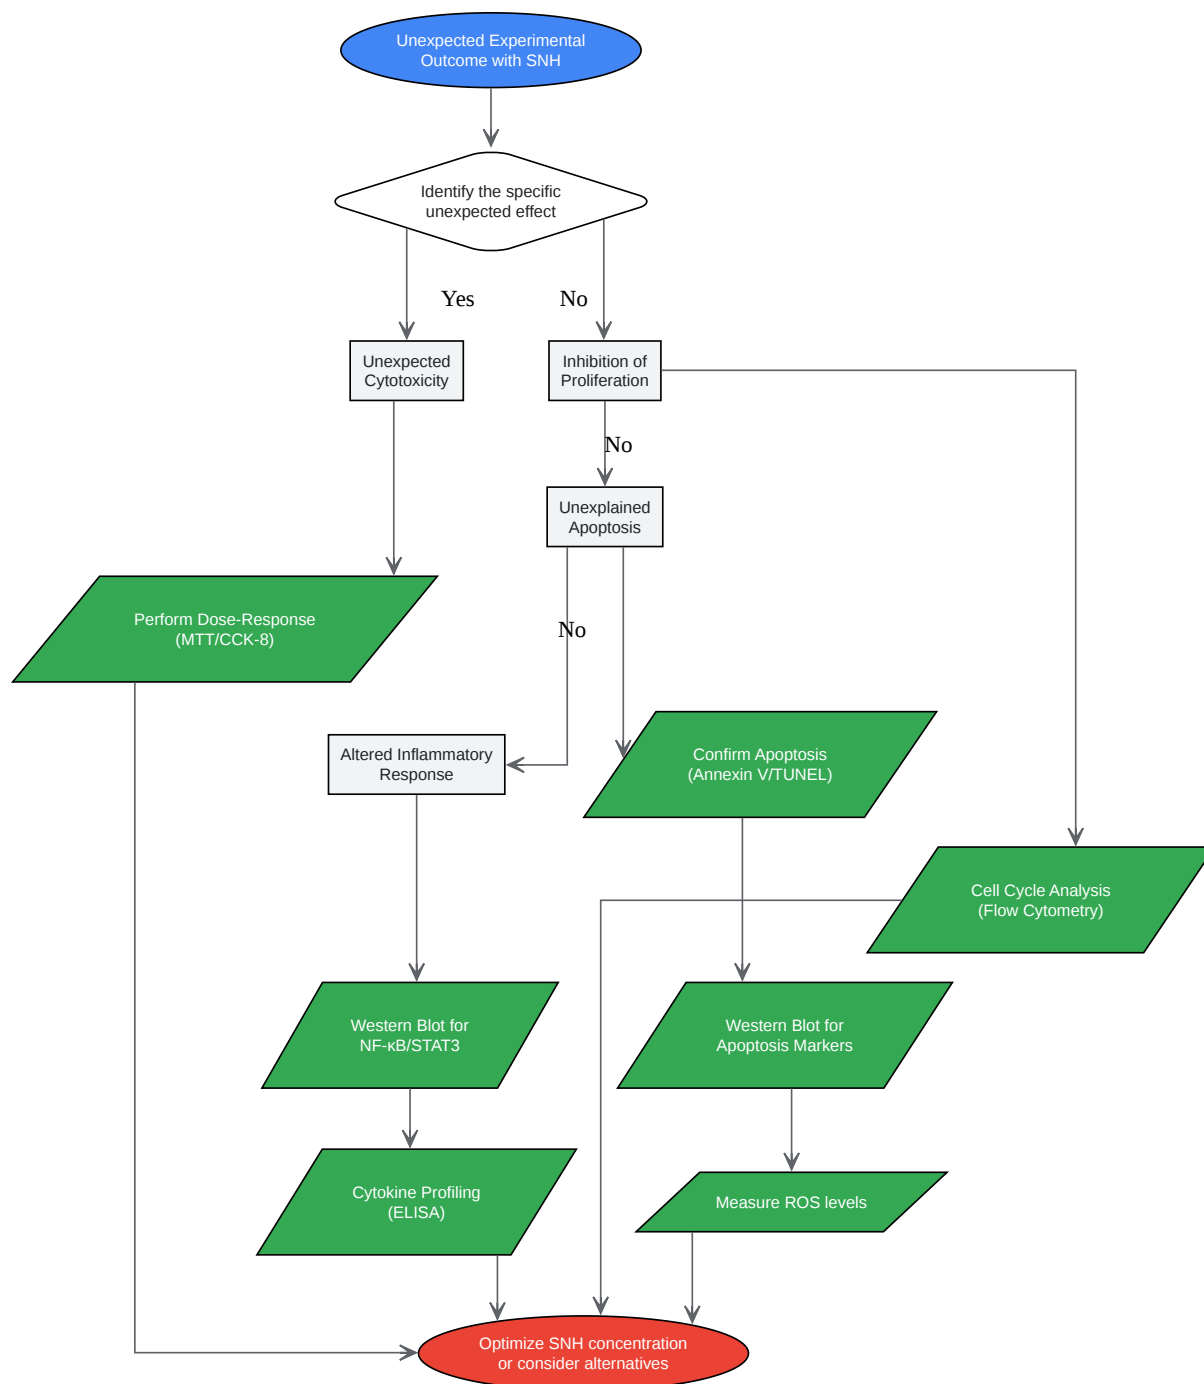 Unexpected Experimental
Outcome with SNH
Identify the specific
unexpected effect
Yes
No
Unexpected
Cytotoxicity
Inhibition of
Proliferation
No
Unexplained
Apoptosis
Perform Dose-Response
(MTT/CCK-8)
No
Altered Inflammatory
Response
Confirm Apoptosis
(Annexin V/TUNEL)
Cell Cycle Analysis
(Flow Cytometry)
Western Blot for
NF-κB/STAT3
Western Blot for
Apoptosis Markers
Cytokine Profiling
(ELISA)
Measure ROS levels
Optimize SNH concentration
or consider alternatives